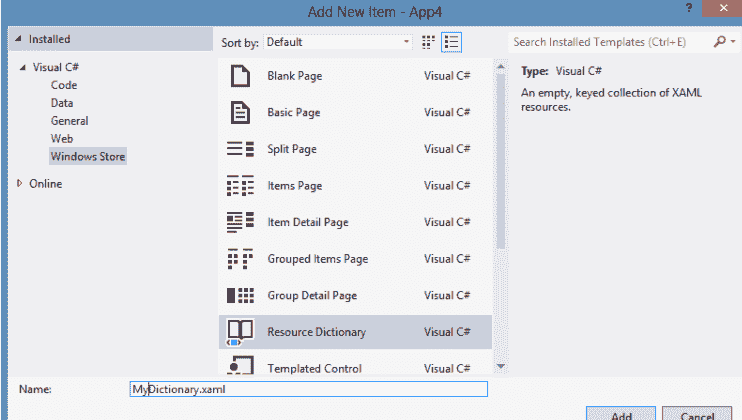 Add New Item - App4
? ×
Installed
Sort by: Default
Search Installed Templates (Ctrl+E)
Visual C#
Code
Data
General
Web
Windows Store
Online
Blank Page Visual C#
Basic Page Visual C#
Split Page Visual C#
Items Page Visual C#
Item Detail Page Visual C#
Grouped Items Page Visual C#
Group Detail Page Visual C#
Resource Dictionary Visual C#
Templated Control Visual C#
Type: Visual C#
An empty, keyed collection of XAML
resources.
Name: MyDictionary.xaml
Add Cancel